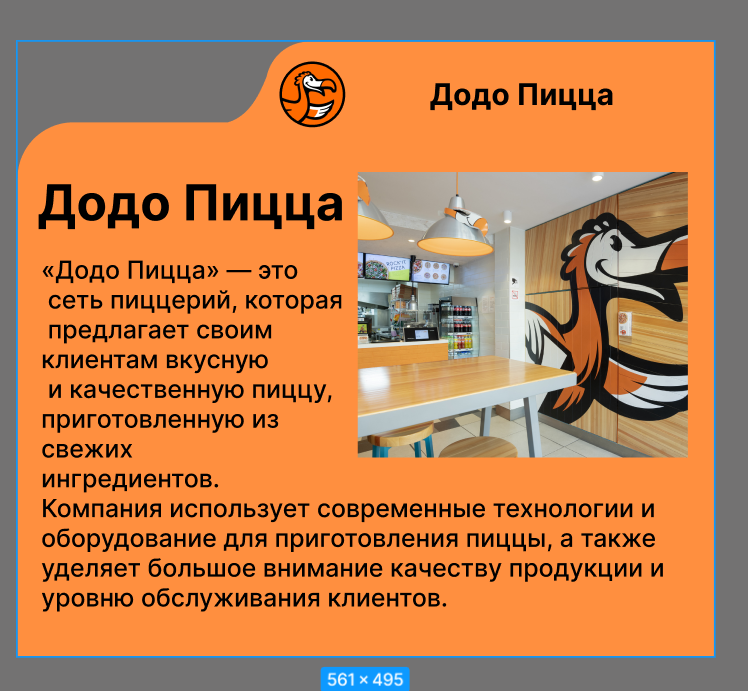 Додо Пицца
Додо Пицца
«Додо Пицца» — это
сеть пиццерий, которая
предлагает своим
клиентам вкусную
и качественную пиццу,
приготовленную из
свежих
ингредиентов.
Компания использует современные технологии и
оборудование для приготовления пиццы, а также
уделяет большое внимание качеству продукции и
уровню обслуживания клиентов.
561 × 495